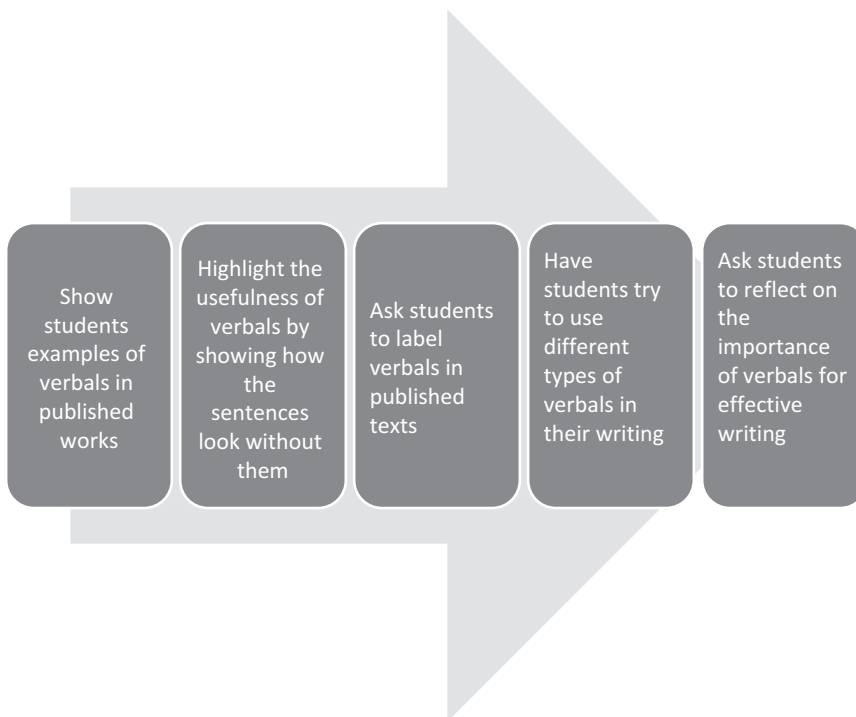 Show
students
examples of
verbals in
published
works
Highlight the
usefulness of
verbals by
showing how
the
sentences
look without
them
Ask students
to label
verbals in
published
texts
Have
students try
to use
different
types of
verbals in
their writing
Ask students
to reflect on
the
importance
of verbals for
effective
writing